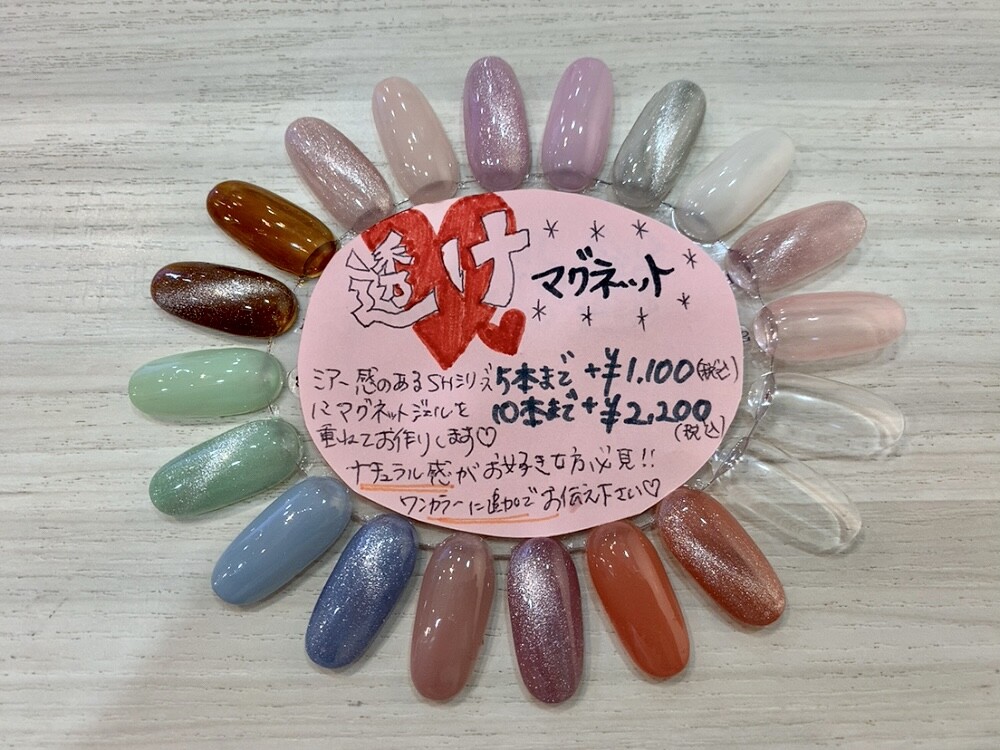 透け
マグネット
シアー感のあるSHシリーズ
にマグネットジェルを
重ねてお作りします♡
5本まで +¥1.100(税込)
10本まで +¥2,200
(税込)
ナチュラル感がお好きな方必見!!
ワンカラーに追加でお伝え下さい♡